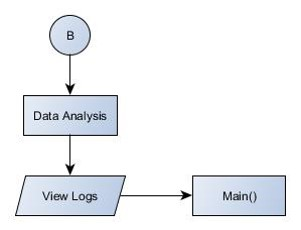 B
Data Analysis
View Logs
Main()